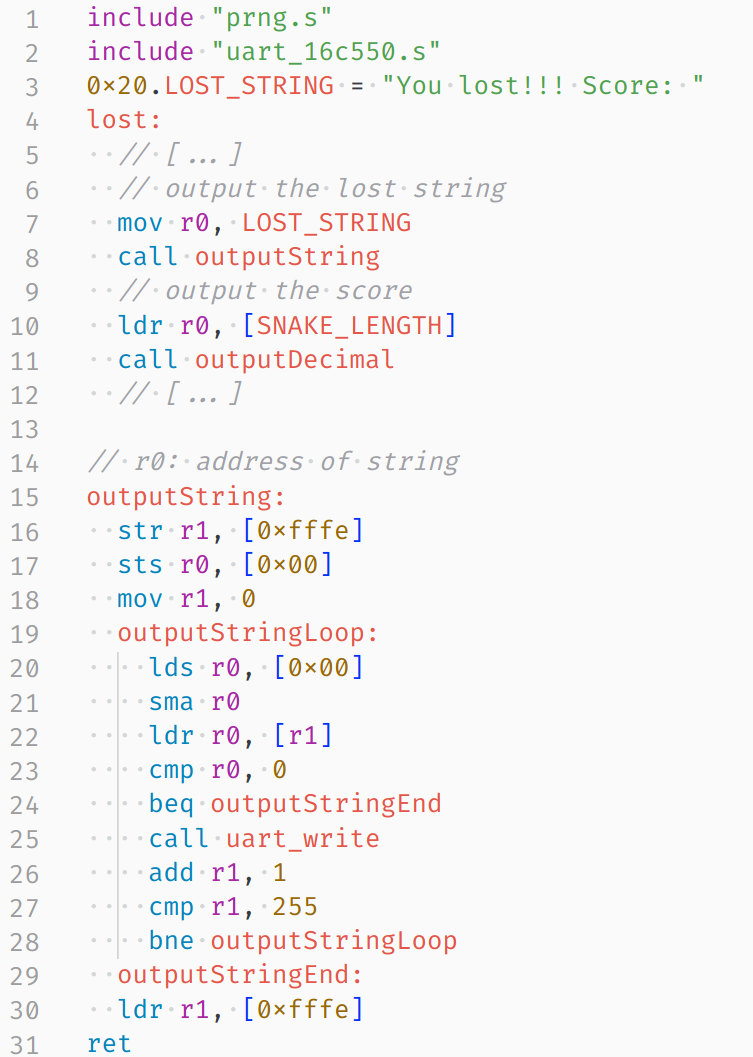 1 include "prng.s"
2 include "uart_16c550.s"
3 0x20.LOST_STRING = "You lost!!! Score: "
4 lost:
5 // [...]
6 // output the lost string
7 mov r0, LOST_STRING
8 call outputString
9 // output the score
10 ldr r0, [SNAKE_LENGTH]
11 call outputDecimal
12 // [...]
13
14 // r0: address of string
15 outputString:
16 str r1, [0xfffe]
17 sts r0, [0x00]
18 mov r1, 0
19 outputStringLoop:
20 lds r0, [0x00]
21 sma r0
22 ldr r0, [r1]
23 cmp r0, 0
24 beq outputStringEnd
25 call uart_write
26 add r1, 1
27 cmp r1, 255
28 bne outputStringLoop
29 outputStringEnd:
30 ldr r1, [0xfffe]
31 ret